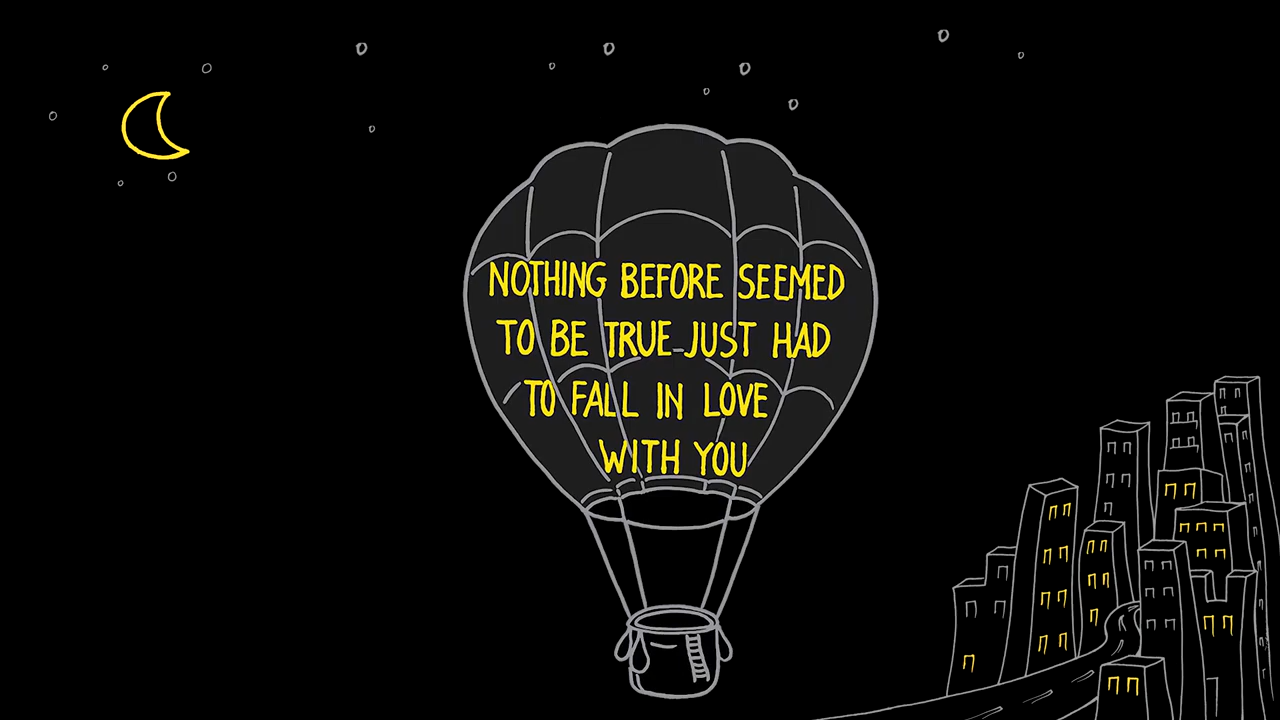 NOTHING BEFORE SEEMED
TO BE TRUE JUST HAD
TO FALL IN LOVE
WITH YOU